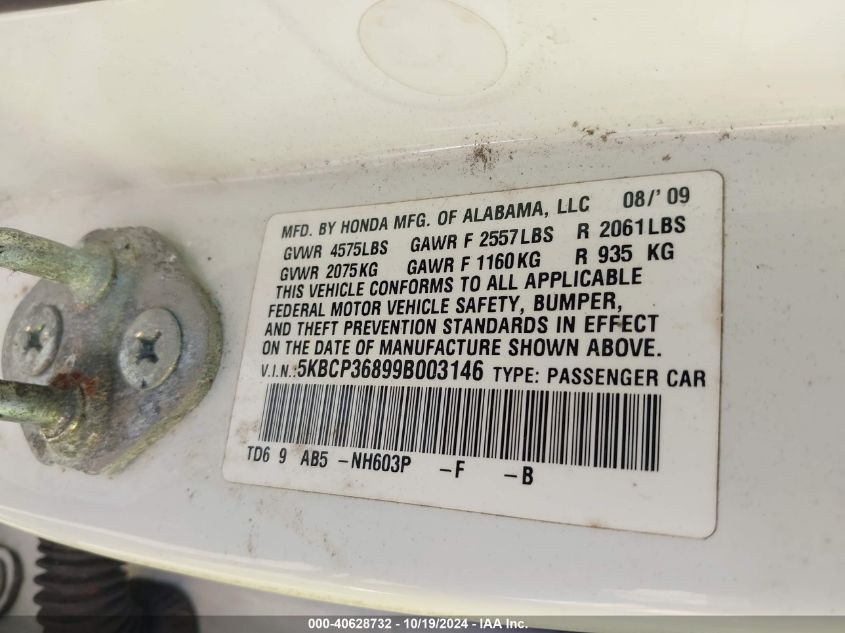 MFD. BY HONDA MFG. OF ALABAMA, LLC 08/' 09
GVWR 4575LBS GAWR F 2557LBS R 2061LBS
GVWR 2075KG GAWR F 1160KG R 935 KG
THIS VEHICLE CONFORMS TO ALL APPLICABLE
FEDERAL MOTOR VEHICLE SAFETY, BUMPER,
AND THEFT PREVENTION STANDARDS IN EFFECT
ON THE DATE OF MANUFACTURE SHOWN ABOVE.
V.I.N.:5KBCP36899B003146 TYPE: PASSENGER CAR
TD6 9 AB5 -NH603P -F -B
000-40628732 - 10/19/2024 - IAA Inc.